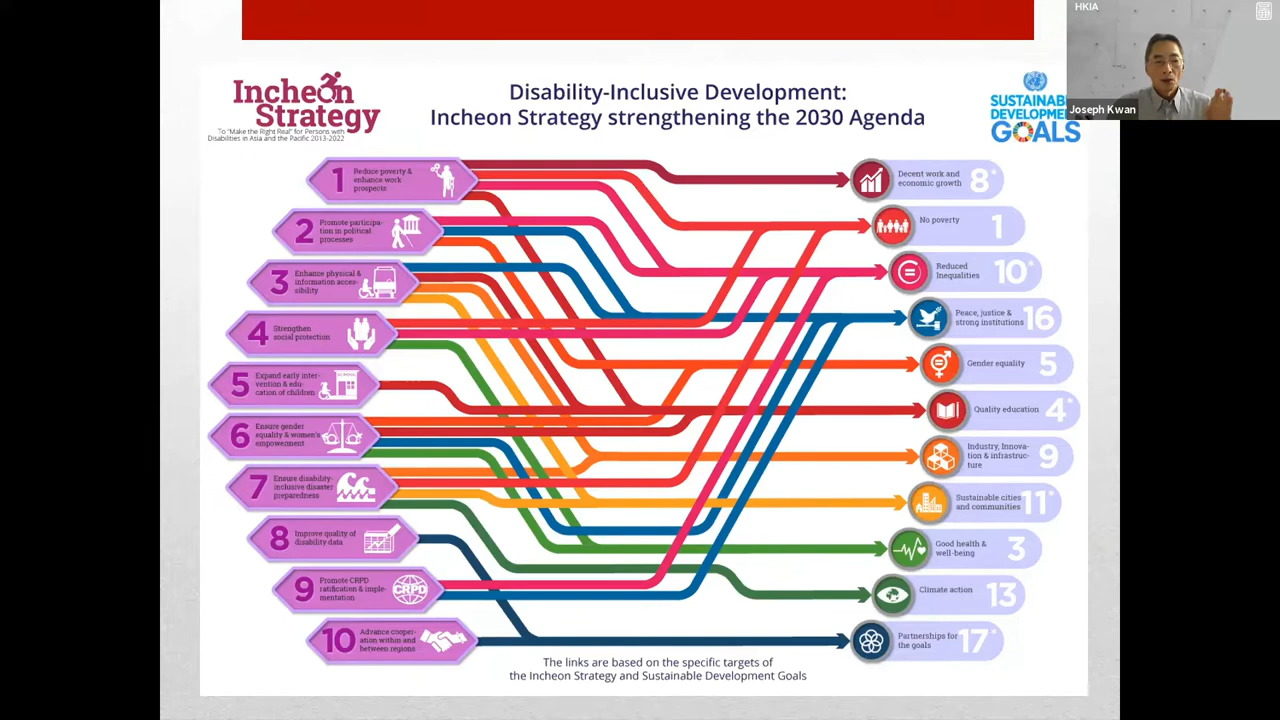 HKIA
Joseph Kwan
Incheon
Strategy
To "Make the Right Real" for Persons with
Disabilities in Asia and the Pacific 2013-2022
Disability-Inclusive Development:
Incheon Strategy strengthening the 2030 Agenda
SUSTAINABLE
DEVELOPMENT
GOALS
1
Reduce poverty &
enhance work
prospects
2
Promote participa-
tion in political
processes
3
Enhance physical &
information acces-
sibility
4
Strengthen
social protection
5
Expand early inter-
vention & edu-
cation of children
6
Ensure gender
equality & women's
empowerment
7
Ensure disability-
inclusive disaster
preparedness
8
Improve quality of
disability data
9
Promote CRPD
ratification & imple-
mentation
CRPD
10
Advance cooper-
ation within and
between regions
Decent work and
economic growth
8*
No poverty
1
Reduced
Inequalities
10*
Peace, justice &
strong institutions
16
Gender equality
5
Quality education
4*
Industry, Innova-
tion & infrastruc-
ture
9
Sustainable cities
and communities
11*
Good health &
well-being
3
Climate action
13
Partnerships for
the goals
17*
The links are based on the specific targets of
the Incheon Strategy and Sustainable Development Goals